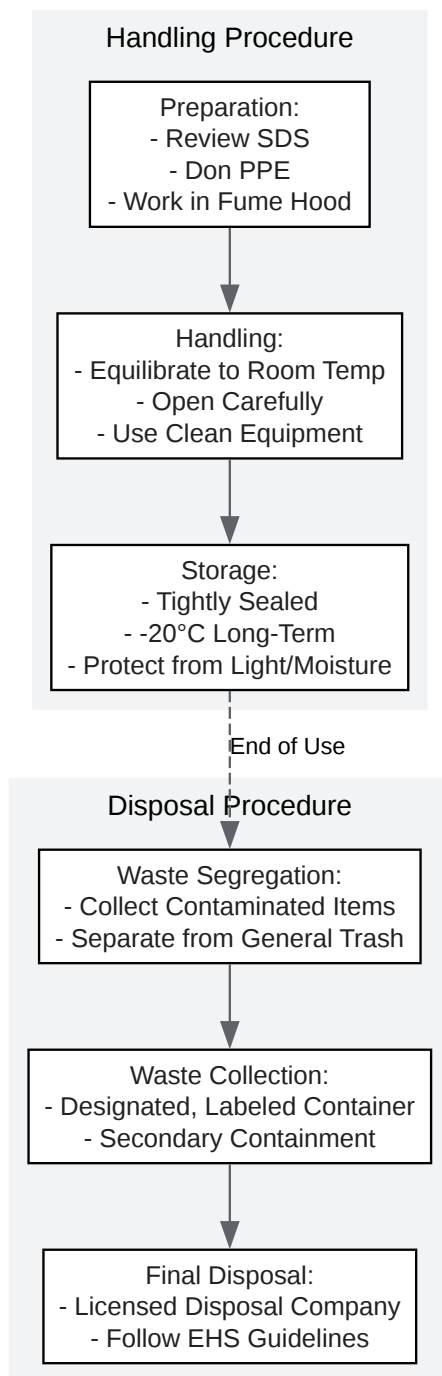 Handling Procedure
Preparation:
- Review SDS
- Don PPE
- Work in Fume Hood
Handling:
- Equilibrate to Room Temp
- Open Carefully
- Use Clean Equipment
Storage:
- Tightly Sealed
- -20°C Long-Term
- Protect from Light/Moisture
End of Use
Disposal Procedure
Waste Segregation:
- Collect Contaminated Items
- Separate from General Trash
Waste Collection:
- Designated, Labeled Container
- Secondary Containment
Final Disposal:
- Licensed Disposal Company
- Follow EHS Guidelines